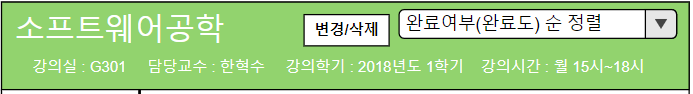 소프트웨어공학
변경/삭제
완료여부(완료도) 순 정렬
강의실 : G301 담당교수 : 한혁수 강의학기 : 2018년도 1학기 강의시간 : 월 15시~18시